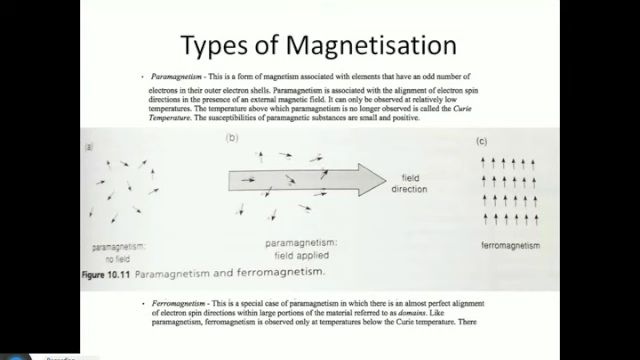 Types of Magnetisation
• Paramagnetism - This is a form of magnetism associated with elements that have an odd number of
electrons in their outer electron shells. Paramagnetism is associated with the alignment of electron spin
directions in the presence of an external magnetic field. It can only be observed at relatively low
temperatures. The temperature above which paramagnetism is no longer observed is called the Curie
Temperature. The susceptibilities of paramagnetic substances are small and positive.
a)
(b)
(c)
field
direction
paramagnetism:
no field
paramagnetism;
field applied
ferromagnetism
Figure 10.11 Paramagnetism and ferromagnetism.
• Ferromagnetism - This is a special case of paramagnetism in which there is an almost perfect alignment
of electron spin directions within large portions of the material referred to as domains. Like
paramagnetism, ferromagnetism is observed only at temperatures below the Curie temperature. There